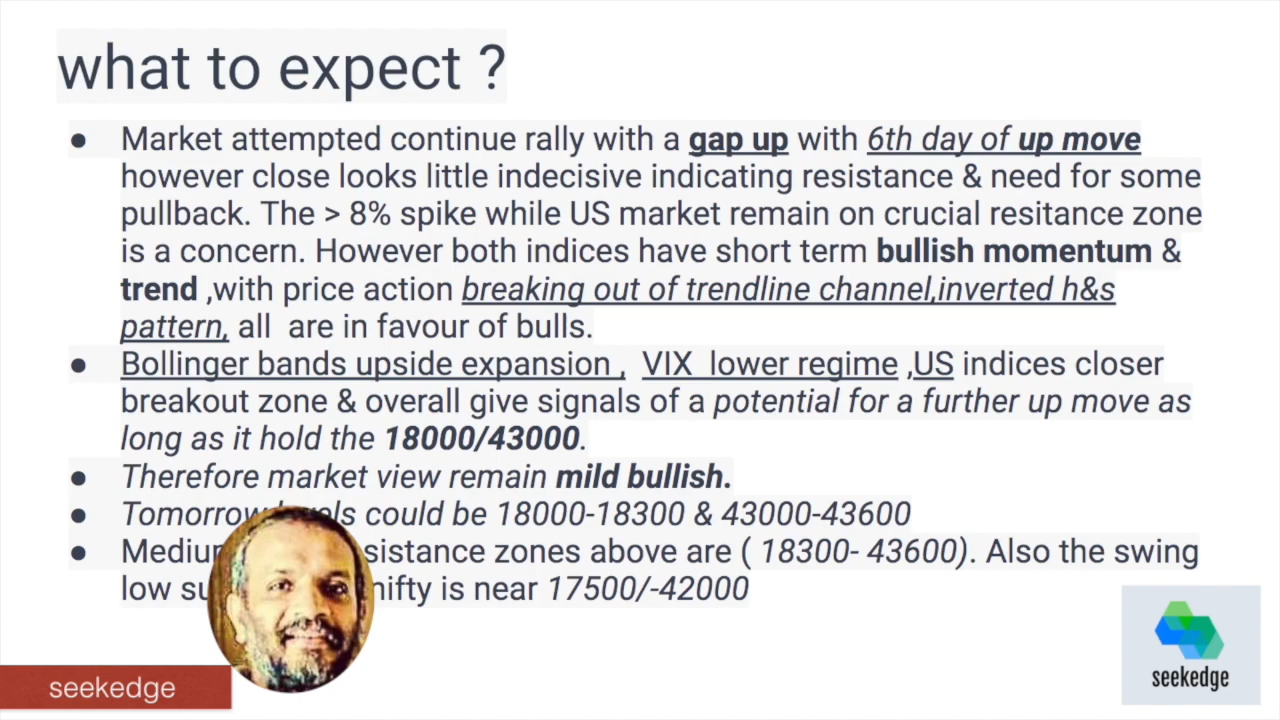 what to expect ?
● Market attempted continue rally with a gap up with 6th day of up move
however close looks little indecisive indicating resistance & need for some
pullback. The > 8% spike while US market remain on crucial resitance zone
is a concern. However both indices have short term bullish momentum &
trend ,with price action breaking out of trendline channel,inverted h&s
pattern, all are in favour of bulls.
● Bollinger bands upside expansion , VIX lower regime ,US indices closer
breakout zone & overall give signals of a potential for a further up move as
long as it hold the 18000/43000.
● Therefore market view remain mild bullish.
● Tomorrow could be 18000-18300 & 43000-43600
● zones above are ( 18300- 43600). Also the swing
low nifty is near 17500/-42000
seekedge
seekedge